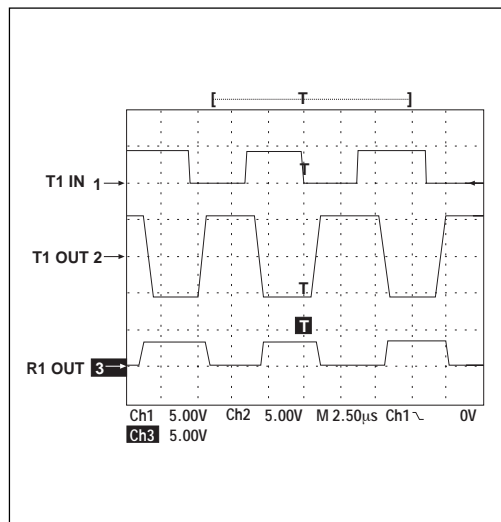 [ T ]
T
T1 IN 1
T1 OUT 2
T
T
R1 OUT 3
Ch1 5.00V Ch2 5.00V M 2.50µs Ch1 0V
Ch3 5.00V